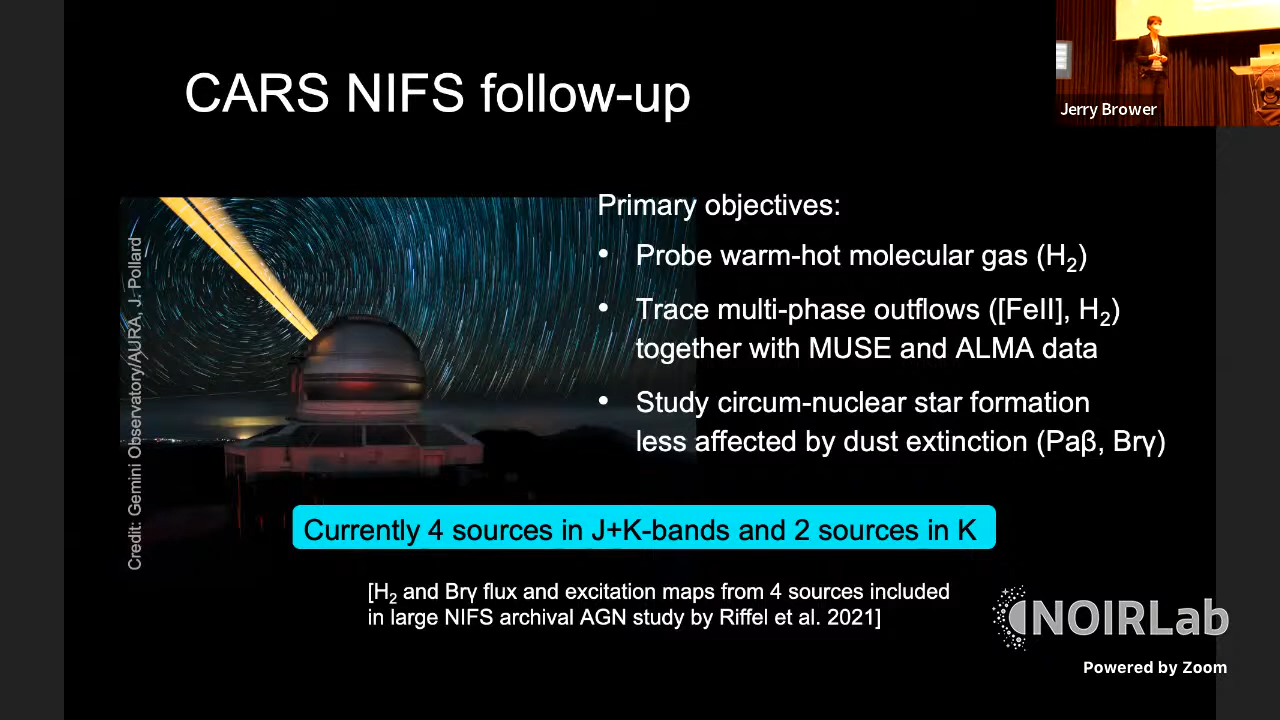 CARS NIFS follow-up
Jerry Brower
Credit: Gemini Observatory/AURA, J. Pollard
Primary objectives:
• Probe warm-hot molecular gas (H₂)
• Trace multi-phase outflows ([FeII], H₂)
together with MUSE and ALMA data
• Study circum-nuclear star formation
less affected by dust extinction (Paβ, Brγ)
Currently 4 sources in J+K-bands and 2 sources in K
[H₂ and Brγ flux and excitation maps from 4 sources included
in large NIFS archival AGN study by Riffel et al. 2021]
NOIRLab
Powered by Zoom